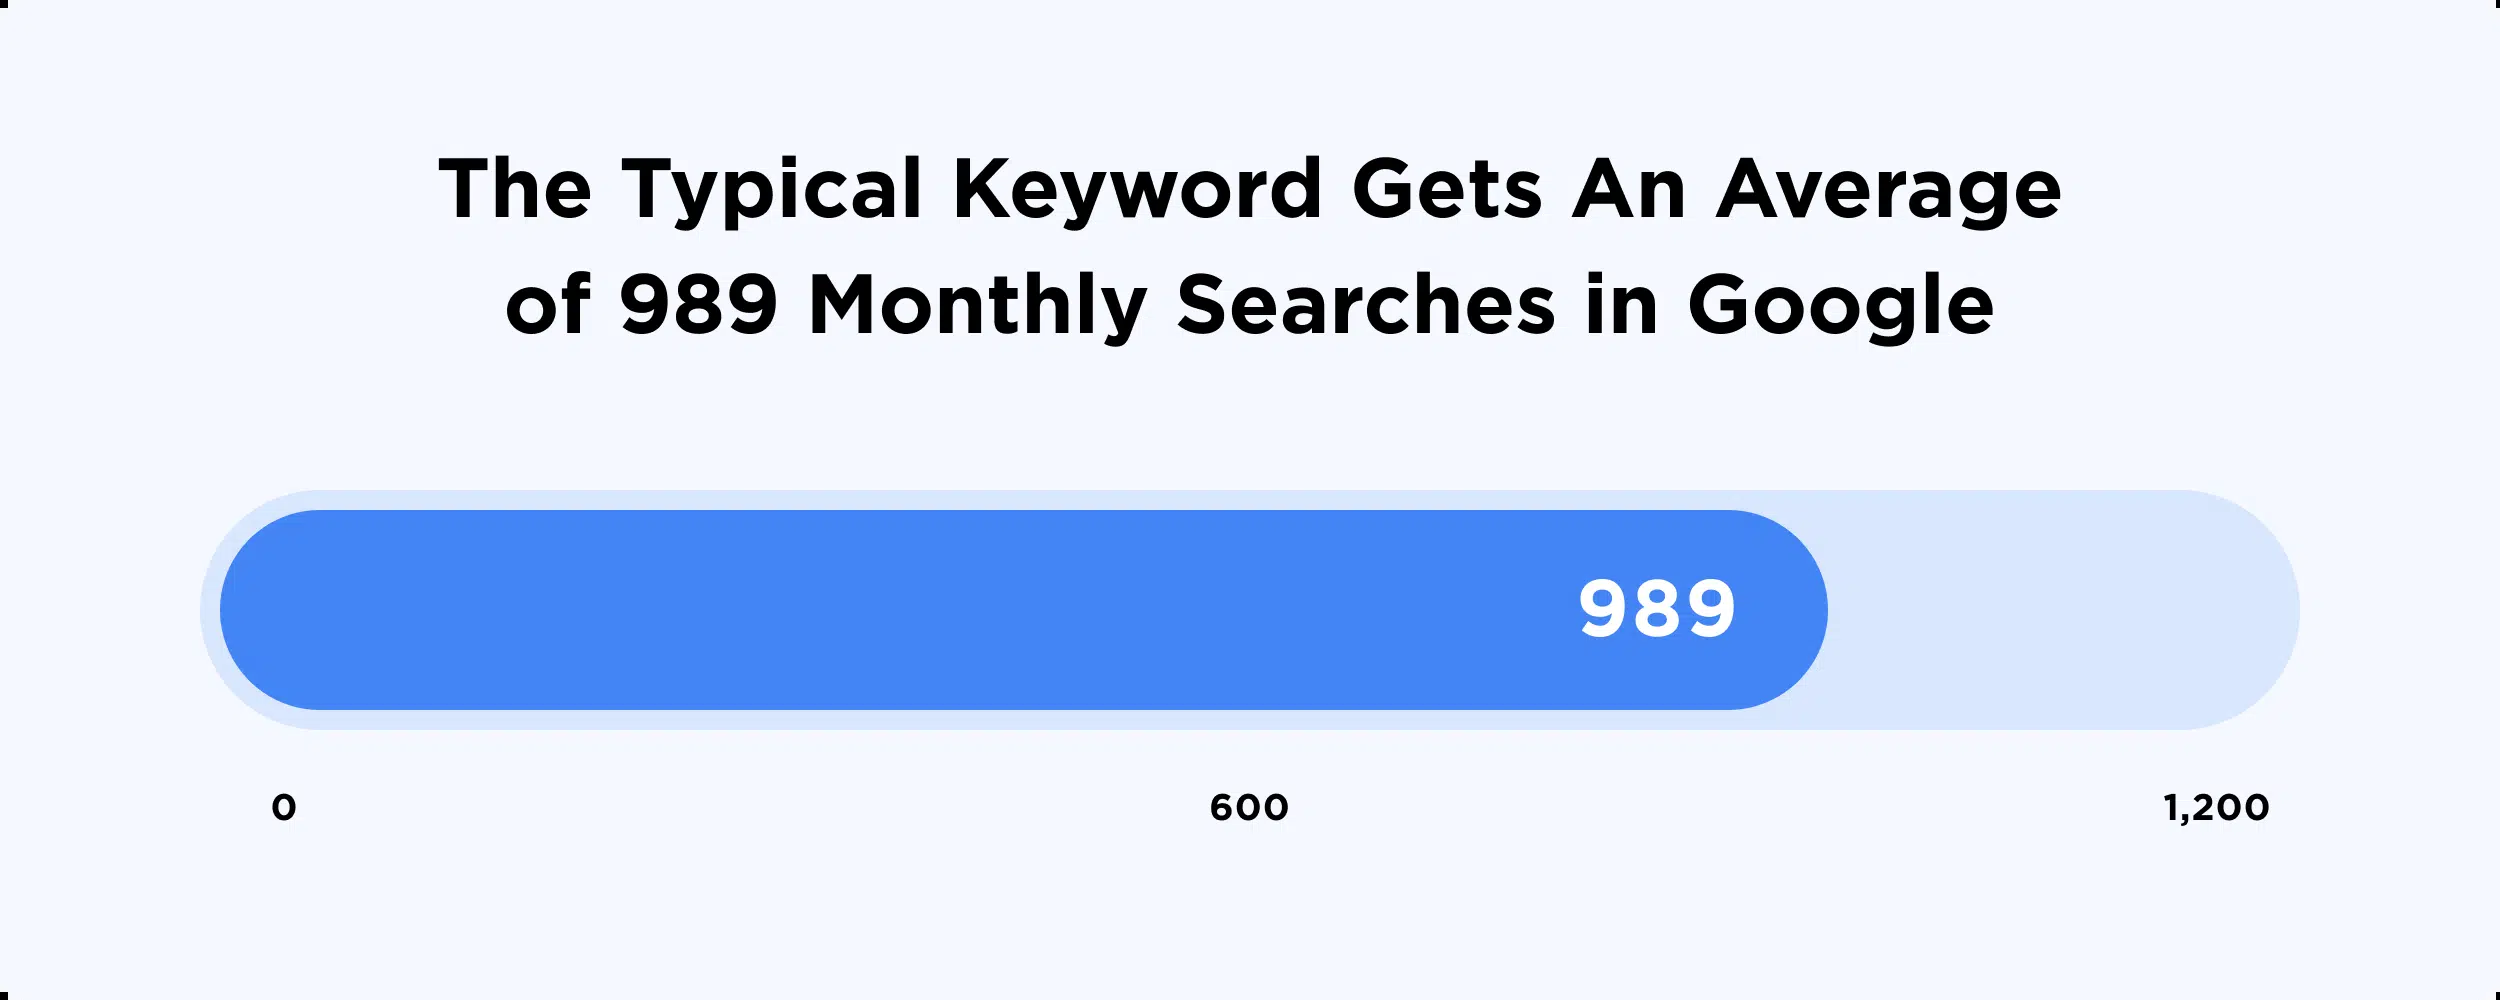 The Typical Keyword Gets An Average
of 989 Monthly Searches in Google
989
0 600 1,200